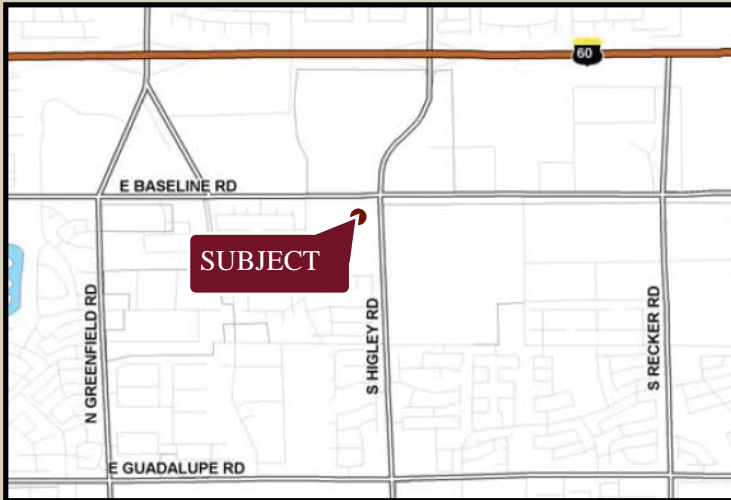 60
E BASELINE RD
SUBJECT
N GREENFIELD RD
S HIGLEY RD
S RECKER RD
E GUADALUPE RD